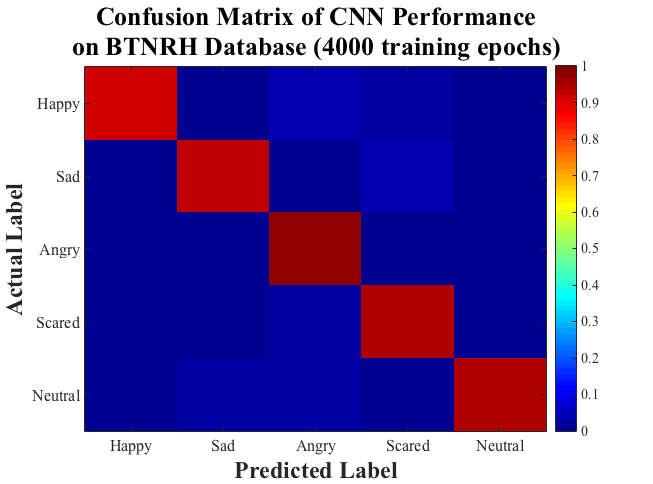 Confusion Matrix of CNN Performance
on BTNRH Database (4000 training epochs)
Actual Label
Happy
Sad
Angry
Scared
Neutral
Happy Sad Angry Scared Neutral
Predicted Label
1
0.9
0.8
0.7
0.6
0.5
0.4
0.3
0.2
0.1
0